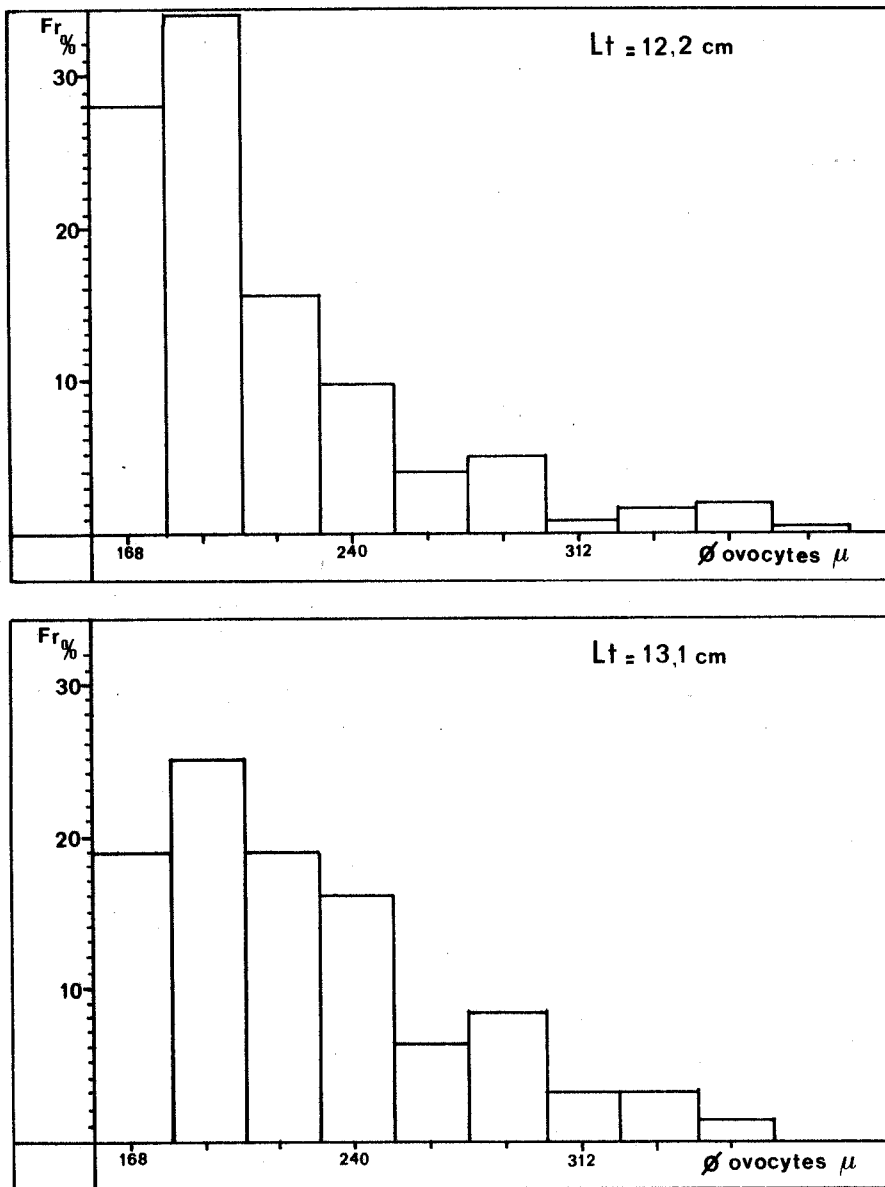 Fr%
Lt = 12,2 cm
30
20
10
168 240 312 Ø ovocytes µ
Fr%
Lt = 13,1 cm
30
20
10
168 240 312 Ø ovocytes µ